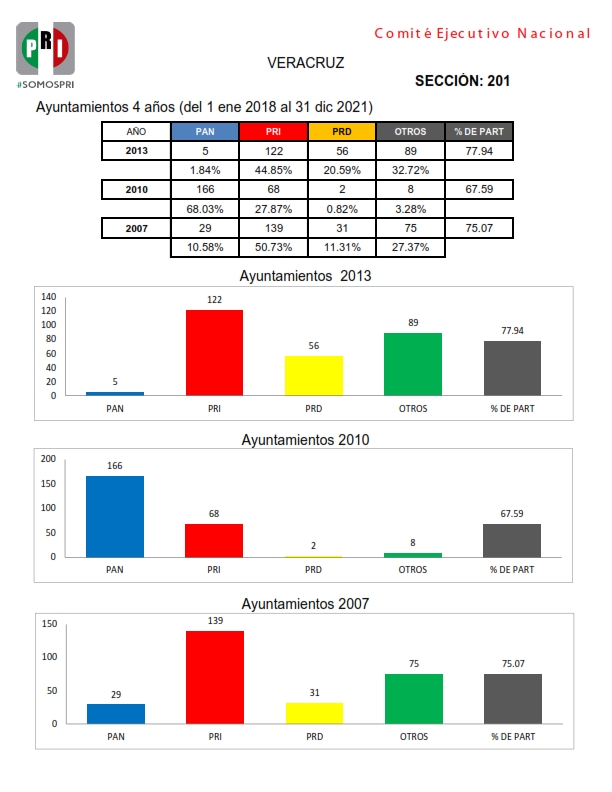 Comité Ejecutivo Nacional
PRI
#SOMOSPRI
VERACRUZ
SECCIÓN: 201
Ayuntamientos 4 años (del 1 ene 2018 al 31 dic 2021)
AÑO PAN PRI PRD OTROS % DE PART
2013 5 122 56 89 77.94
1.84% 44.85% 20.59% 32.72%
2010 166 68 2 8 67.59
68.03% 27.87% 0.82% 3.28%
2007 29 139 31 75 75.07
10.58% 50.73% 11.31% 27.37%
Ayuntamientos 2013
140
120
100
80
60
40
20
0
5 122 56 89 77.94
PAN PRI PRD OTROS % DE PART
Ayuntamientos 2010
200
150
100
50
0
166 68 2 8 67.59
PAN PRI PRD OTROS % DE PART
Ayuntamientos 2007
150
100
50
0
29 139 31 75 75.07
PAN PRI PRD OTROS % DE PART